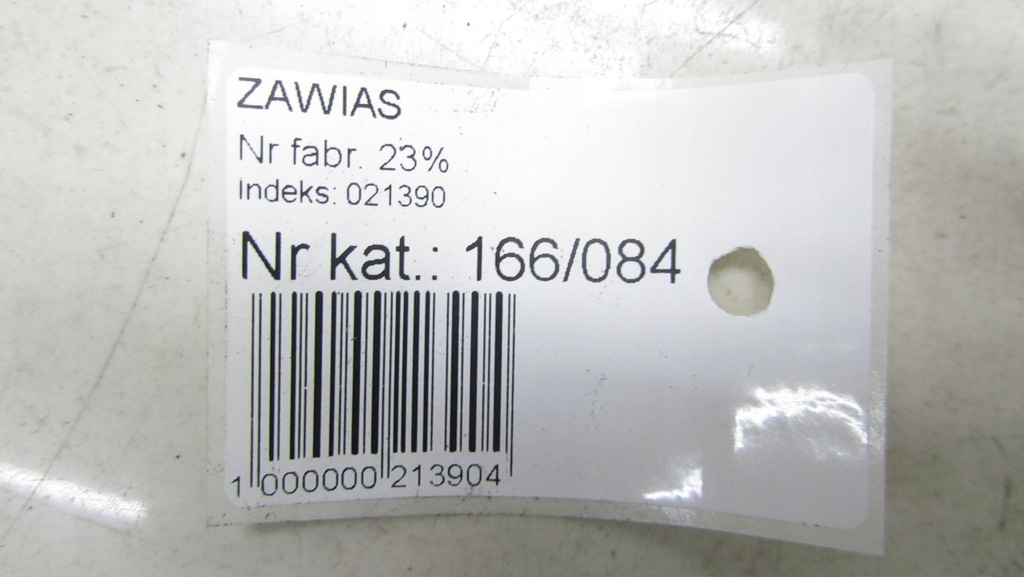 ZAWIAS
Nr fabr. 23%
Indeks: 021390
Nr kat.: 166/084
1 000000 213904